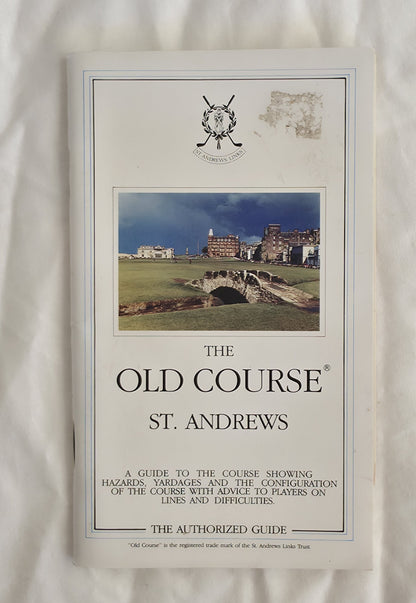 ST. ANDREWS LINKS
THE
OLD COURSE®
ST. ANDREWS
A GUIDE TO THE COURSE SHOWING
HAZARDS, YARDAGES AND THE CONFIGURATION
OF THE COURSE WITH ADVICE TO PLAYERS ON
LINES AND DIFFICULTIES.
THE AUTHORIZED GUIDE
"Old Course" is the registered trade mark of the St. Andrews Links Trust